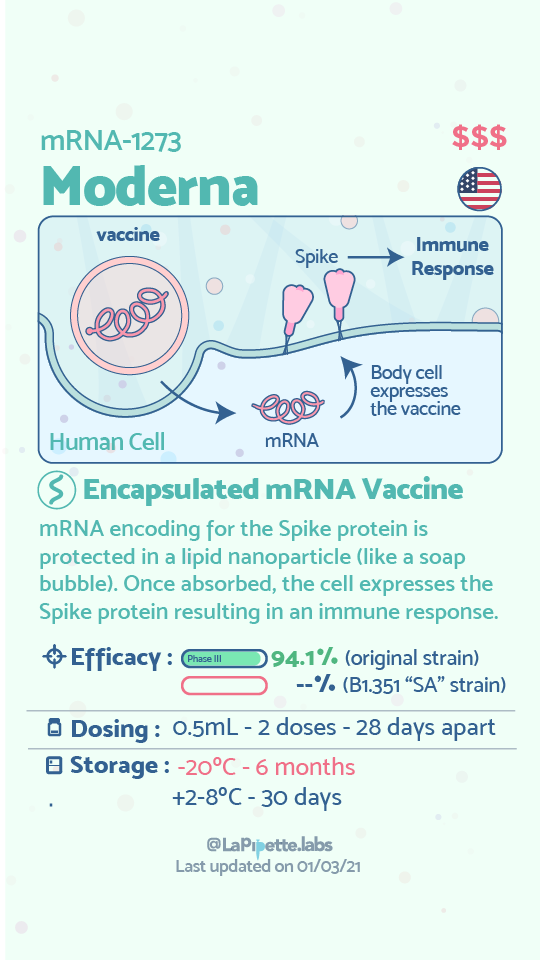 mRNA-1273
$$$
Moderna
vaccine
Spike
Immune
Response
Body cell
expresses
the vaccine
mRNA
Human Cell
Encapsulated mRNA Vaccine
mRNA encoding for the Spike protein is
protected in a lipid nanoparticle (like a soap
bubble). Once absorbed, the cell expresses the
Spike protein resulting in an immune response.
Efficacy : Phase III 94.1% (original strain)
--% (B1.351 “SA” strain)
Dosing : 0.5mL - 2 doses - 28 days apart
Storage : -20ºC - 6 months
. +2-8ºC - 30 days
@LaPipette.labs
Last updated on 01/03/21